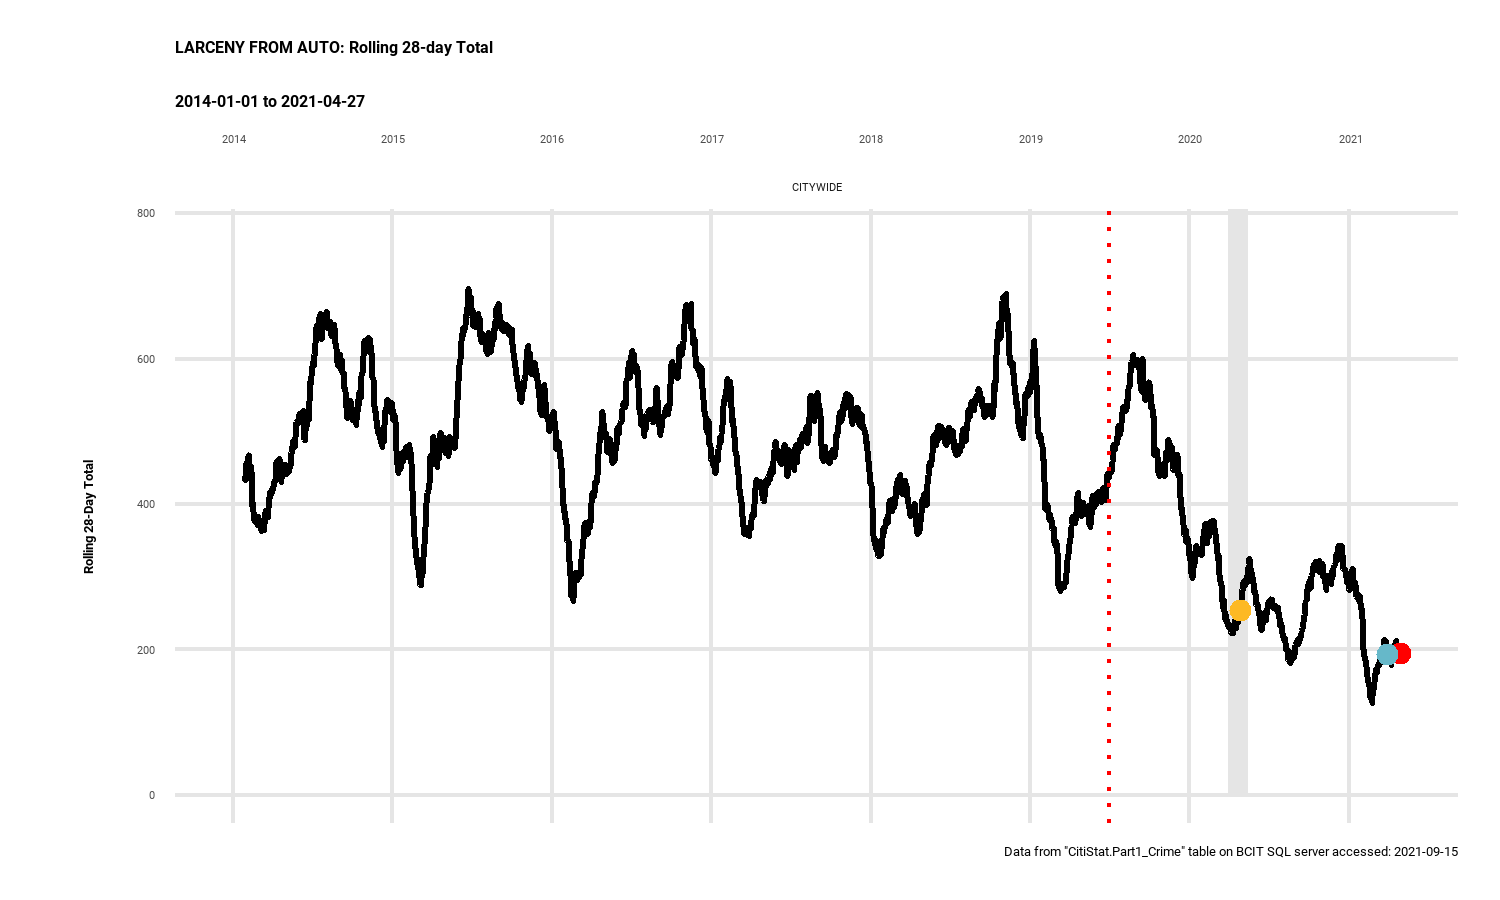 LARCENY FROM AUTO: Rolling 28-day Total
2014-01-01 to 2021-04-27
2014 2015 2016 2017 2018 2019 2020 2021
CITYWIDE
800
600
400
200
0
Rolling 28-Day Total
Data from "CitiStat.Part1_Crime" table on BCIT SQL server accessed: 2021-09-15